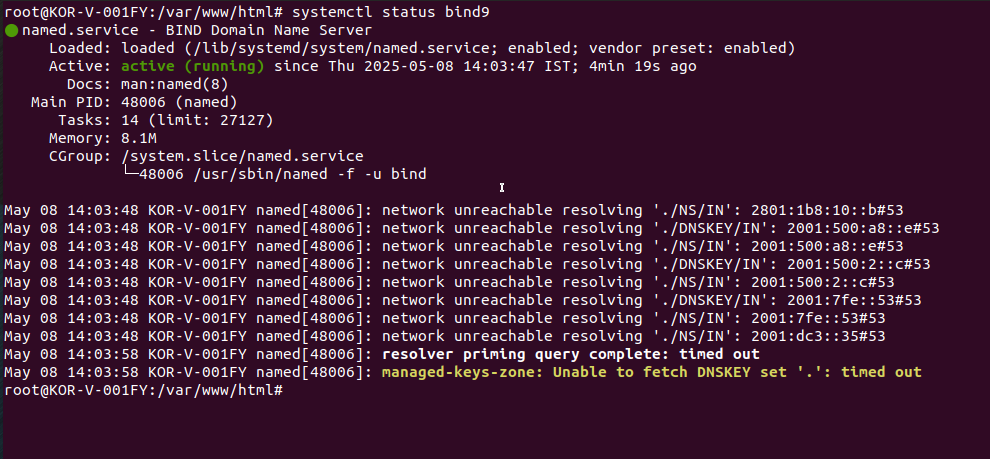 root@KOR-V-001FY:/var/www/html# systemctl status bind9
● named.service - BIND Domain Name Server
     Loaded: loaded (/lib/systemd/system/named.service; enabled; vendor preset: enabled)
     Active: active (running) since Thu 2025-05-08 14:03:47 IST; 4min 19s ago
       Docs: man:named(8)
   Main PID: 48006 (named)
      Tasks: 14 (limit: 27127)
     Memory: 8.1M
     CGroup: /system.slice/named.service
             └─48006 /usr/sbin/named -f -u bind

May 08 14:03:48 KOR-V-001FY named[48006]: network unreachable resolving './NS/IN': 2801:1b8:10::b#53
May 08 14:03:48 KOR-V-001FY named[48006]: network unreachable resolving './DNSKEY/IN': 2001:500:a8::e#53
May 08 14:03:48 KOR-V-001FY named[48006]: network unreachable resolving './NS/IN': 2001:500:a8::e#53
May 08 14:03:48 KOR-V-001FY named[48006]: network unreachable resolving './DNSKEY/IN': 2001:500:2::c#53
May 08 14:03:48 KOR-V-001FY named[48006]: network unreachable resolving './NS/IN': 2001:500:2::c#53
May 08 14:03:48 KOR-V-001FY named[48006]: network unreachable resolving './DNSKEY/IN': 2001:7fe::53#53
May 08 14:03:48 KOR-V-001FY named[48006]: network unreachable resolving './NS/IN': 2001:7fe::53#53
May 08 14:03:48 KOR-V-001FY named[48006]: network unreachable resolving './NS/IN': 2001:dc3::35#53
May 08 14:03:58 KOR-V-001FY named[48006]: resolver priming query complete: timed out
May 08 14:03:58 KOR-V-001FY named[48006]: managed-keys-zone: Unable to fetch DNSKEY set '.': timed out
root@KOR-V-001FY:/var/www/html#